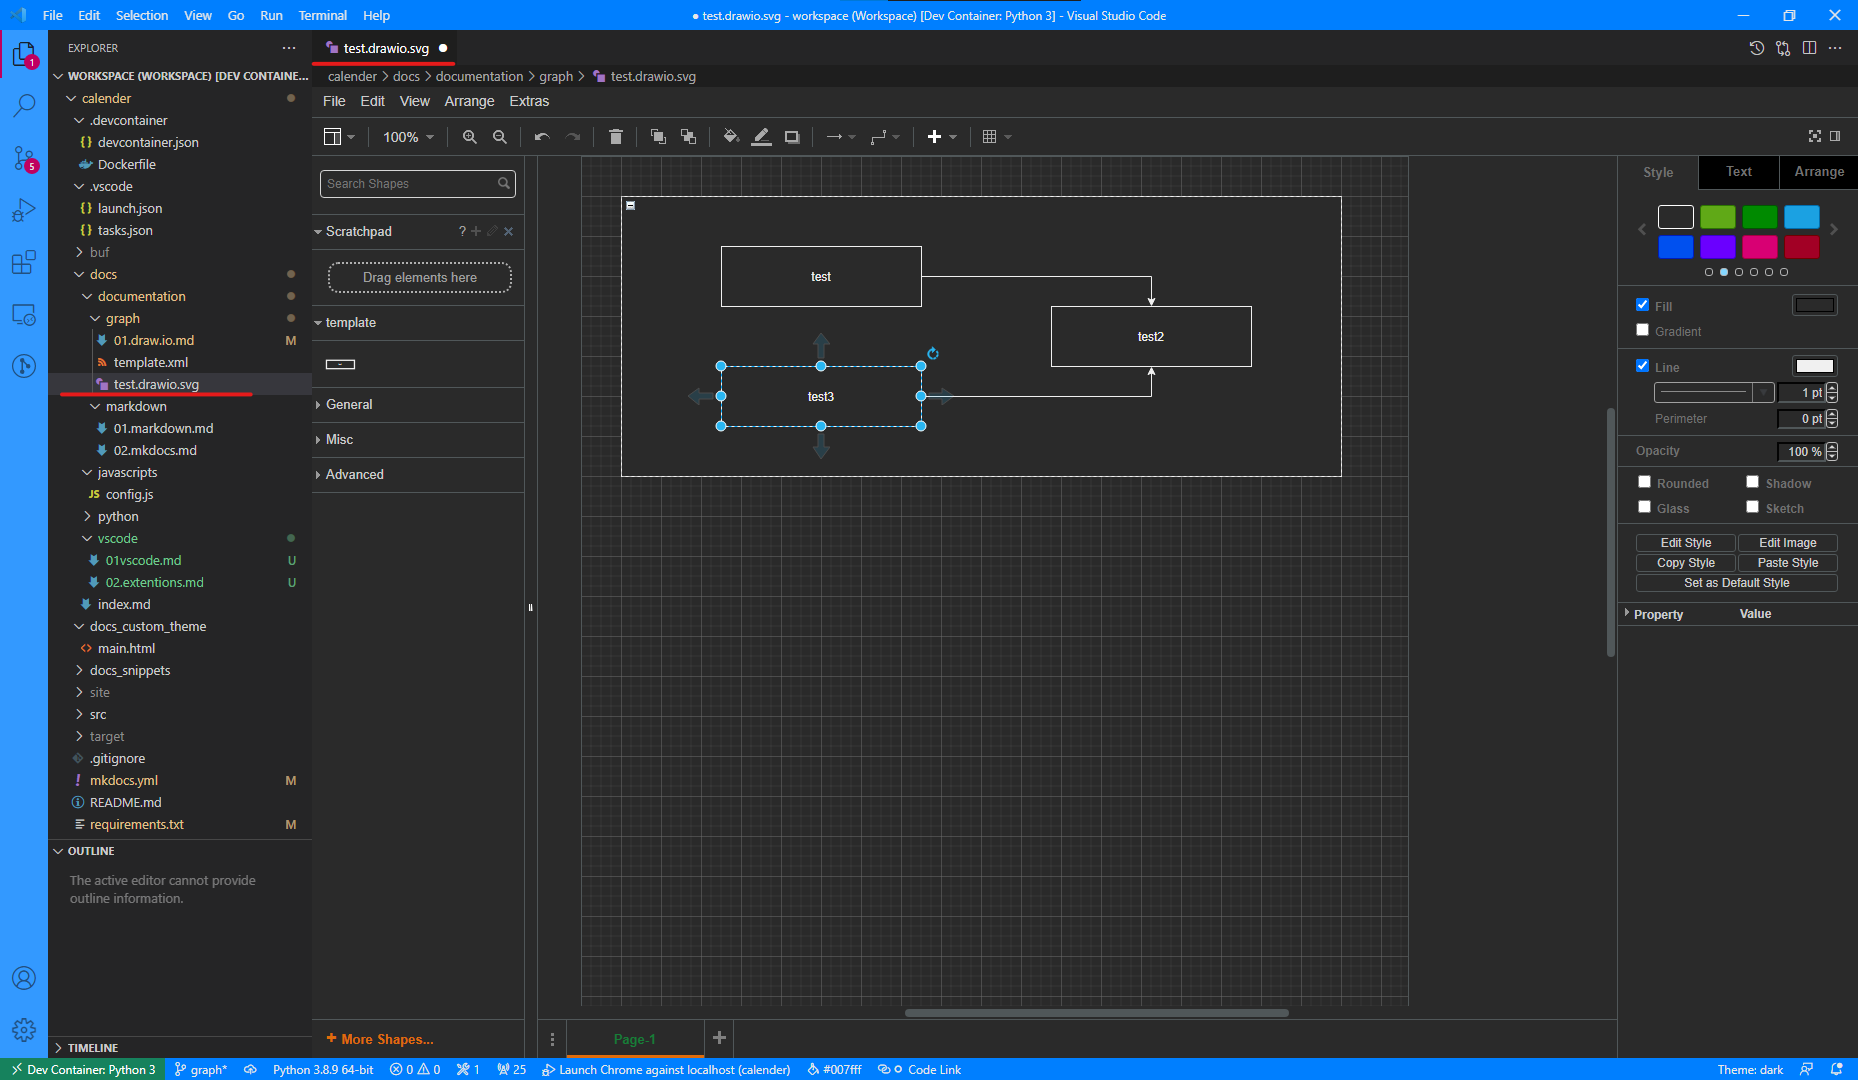 File Edit Selection View Go Run Terminal Help
● test.drawio.svg - workspace (Workspace) [Dev Container: Python 3] - Visual Studio Code
1
5
EXPLORER
WORKSPACE (WORKSPACE) [DEV CONTAINE...
calender
.devcontainer
{} devcontainer.json
Dockerfile
.vscode
{} launch.json
{} tasks.json
buf
docs
documentation
graph
01.draw.io.md M
template.xml
test.drawio.svg
markdown
01.markdown.md
02.mkdocs.md
javascripts
JS config.js
python
vscode
01vscode.md U
02.extentions.md U
index.md
docs_custom_theme
<> main.html
docs_snippets
site
src
target
.gitignore
! mkdocs.yml M
README.md
requirements.txt M
OUTLINE
The active editor cannot provide
outline information.
TIMELINE
test.drawio.svg ●
calender > docs > documentation > graph > test.drawio.svg
File Edit View Arrange Extras
100%
Search Shapes
Scratchpad ?
Drag elements here
template
General
Misc
Advanced
+ More Shapes...
test
test2
test3
Page-1
Style Text Arrange
Fill
Gradient
Line
1 pt
Perimeter 0 pt
Opacity 100 %
Rounded Shadow
Glass Sketch
Edit Style Edit Image
Copy Style Paste Style
Set as Default Style
Property Value
Dev Container: Python 3 graph* Python 3.8.9 64-bit 0 0 1 25 Launch Chrome against localhost (calender) #007fff Code Link Theme: dark